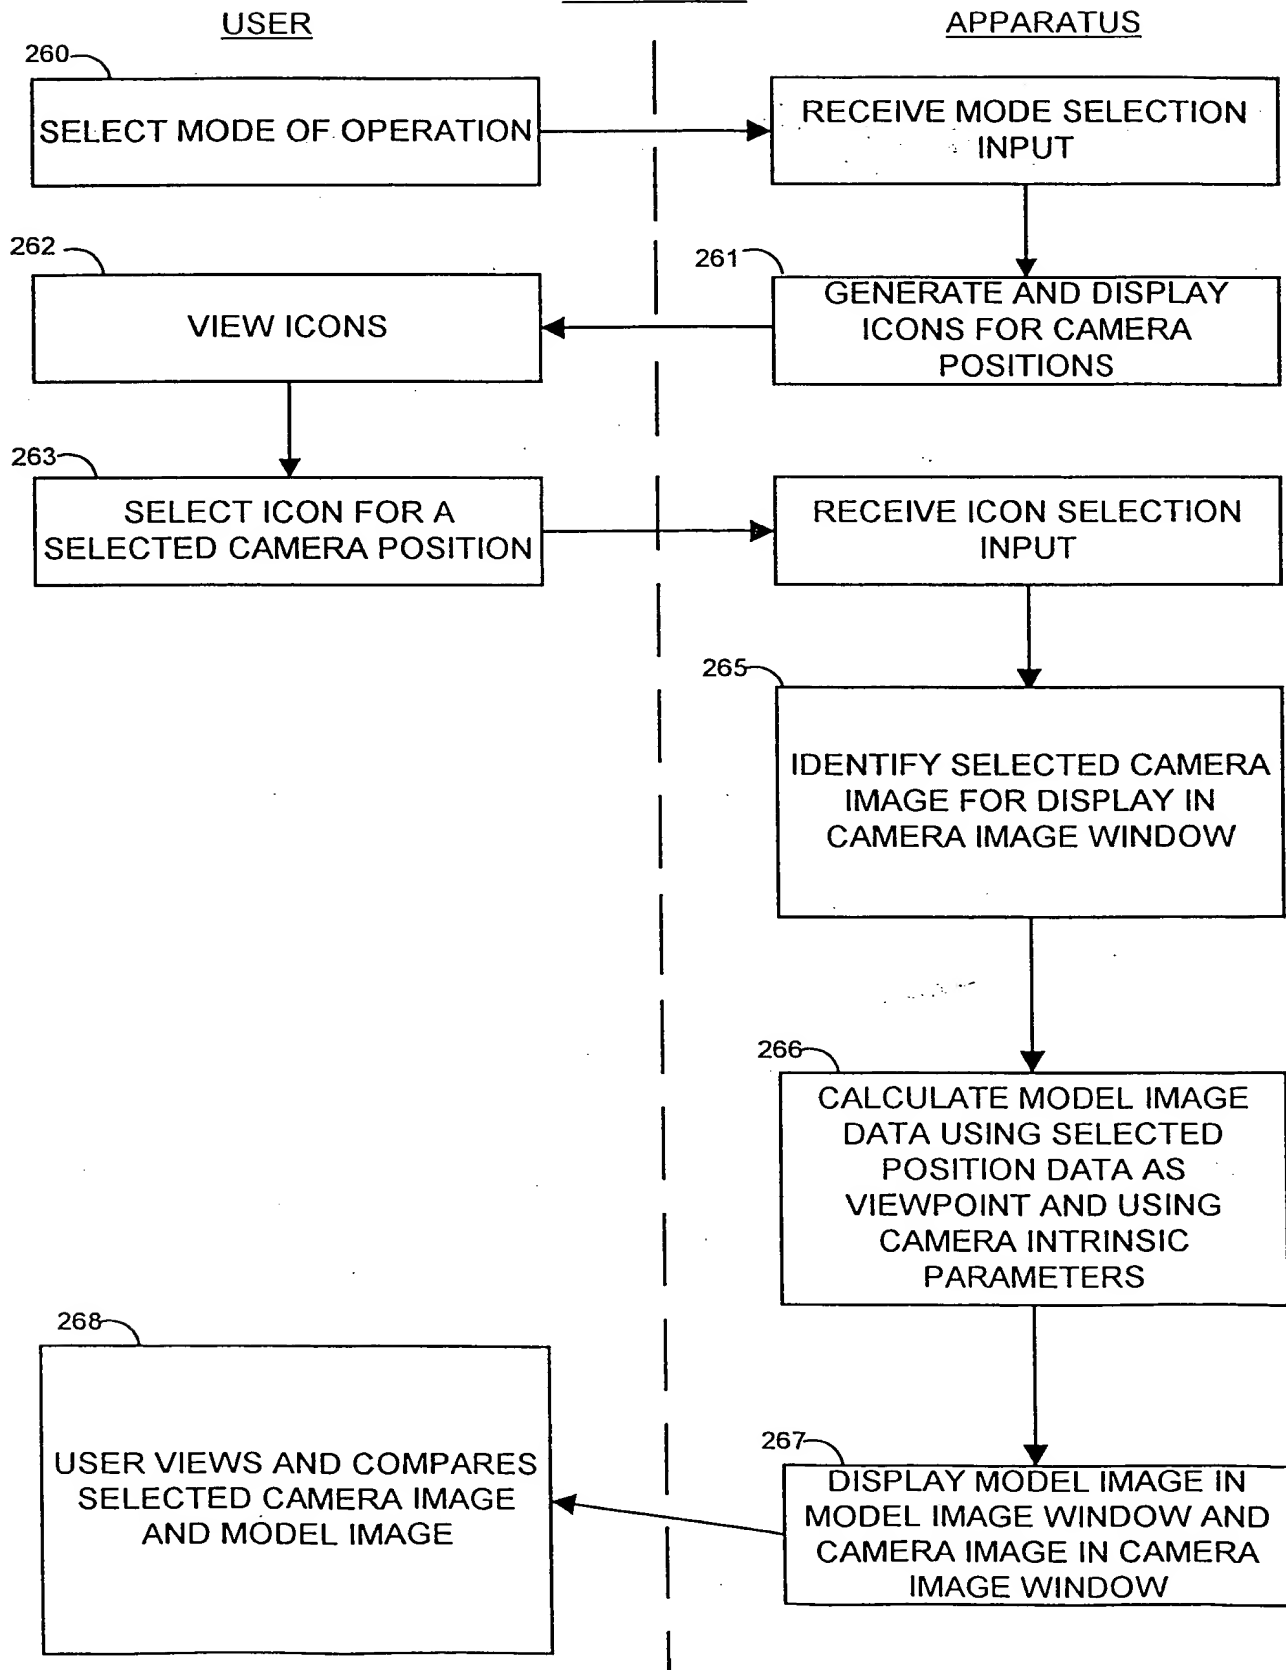 USER
APPARATUS
260
SELECT MODE OF OPERATION
RECEIVE MODE SELECTION
INPUT
262
VIEW ICONS
261
GENERATE AND DISPLAY
ICONS FOR CAMERA
POSITIONS
263
SELECT ICON FOR A
SELECTED CAMERA POSITION
RECEIVE ICON SELECTION
INPUT
265
IDENTIFY SELECTED CAMERA
IMAGE FOR DISPLAY IN
CAMERA IMAGE WINDOW
266
CALCULATE MODEL IMAGE
DATA USING SELECTED
POSITION DATA AS
VIEWPOINT AND USING
CAMERA INTRINSIC
PARAMETERS
267
DISPLAY MODEL IMAGE IN
MODEL IMAGE WINDOW AND
CAMERA IMAGE IN CAMERA
IMAGE WINDOW
268
USER VIEWS AND COMPARES
SELECTED CAMERA IMAGE
AND MODEL IMAGE